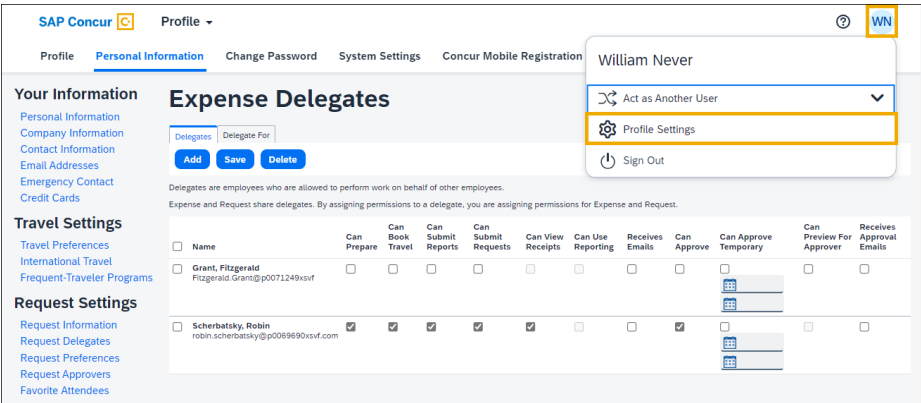 SAP Concur C Profile
WN
Profile Personal Information Change Password System Settings Concur Mobile Registration
William Never
Act as Another User
Profile Settings
Sign Out
Your Information
Personal Information
Company Information
Contact Information
Email Addresses
Emergency Contact
Credit Cards
Travel Settings
Travel Preferences
International Travel
Frequent-Traveler Programs
Request Settings
Request Information
Request Delegates
Request Preferences
Request Approvers
Favorite Attendees
Expense Delegates
Delegates Delegate For
Add Save Delete
Delegates are employees who are allowed to perform work on behalf of other employees.
Expense and Request share delegates. By assigning permissions to a delegate, you are assigning permissions for Expense and Request.
Name Can Prepare Can Book Travel Can Submit Reports Can Submit Requests Can View Receipts Can Use Reporting Receives Emails Can Approve Can Approve Temporary Can Preview For Approver Receives Approval Emails
Grant, Fitzgerald
Fitzgerald.Grant@p0071249xsvf
Scherbatsky, Robin
robin.scherbatsky@p0069690xsvf.com